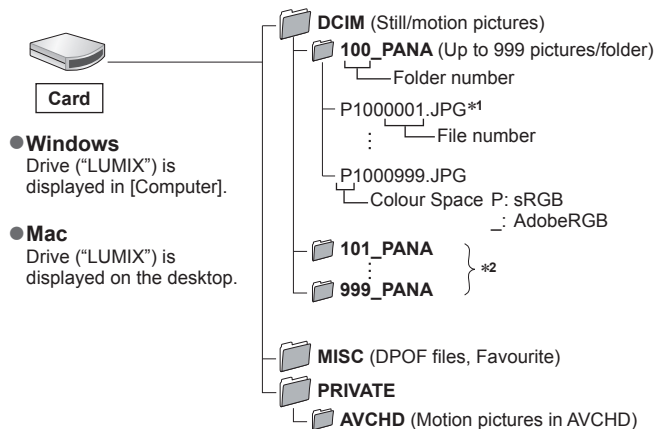 DCIM (Still/motion pictures)
100_PANA (Up to 999 pictures/folder)
Folder number
Card
P1000001.JPG*1
File number
●Windows
Drive ("LUMIX") is
displayed in [Computer].
P1000999.JPG
Colour Space P: sRGB
_: AdobeRGB
●Mac
Drive ("LUMIX") is
displayed on the desktop.
101_PANA
*2
999_PANA
MISC (DPOF files, Favourite)
PRIVATE
AVCHD (Motion pictures in AVCHD)